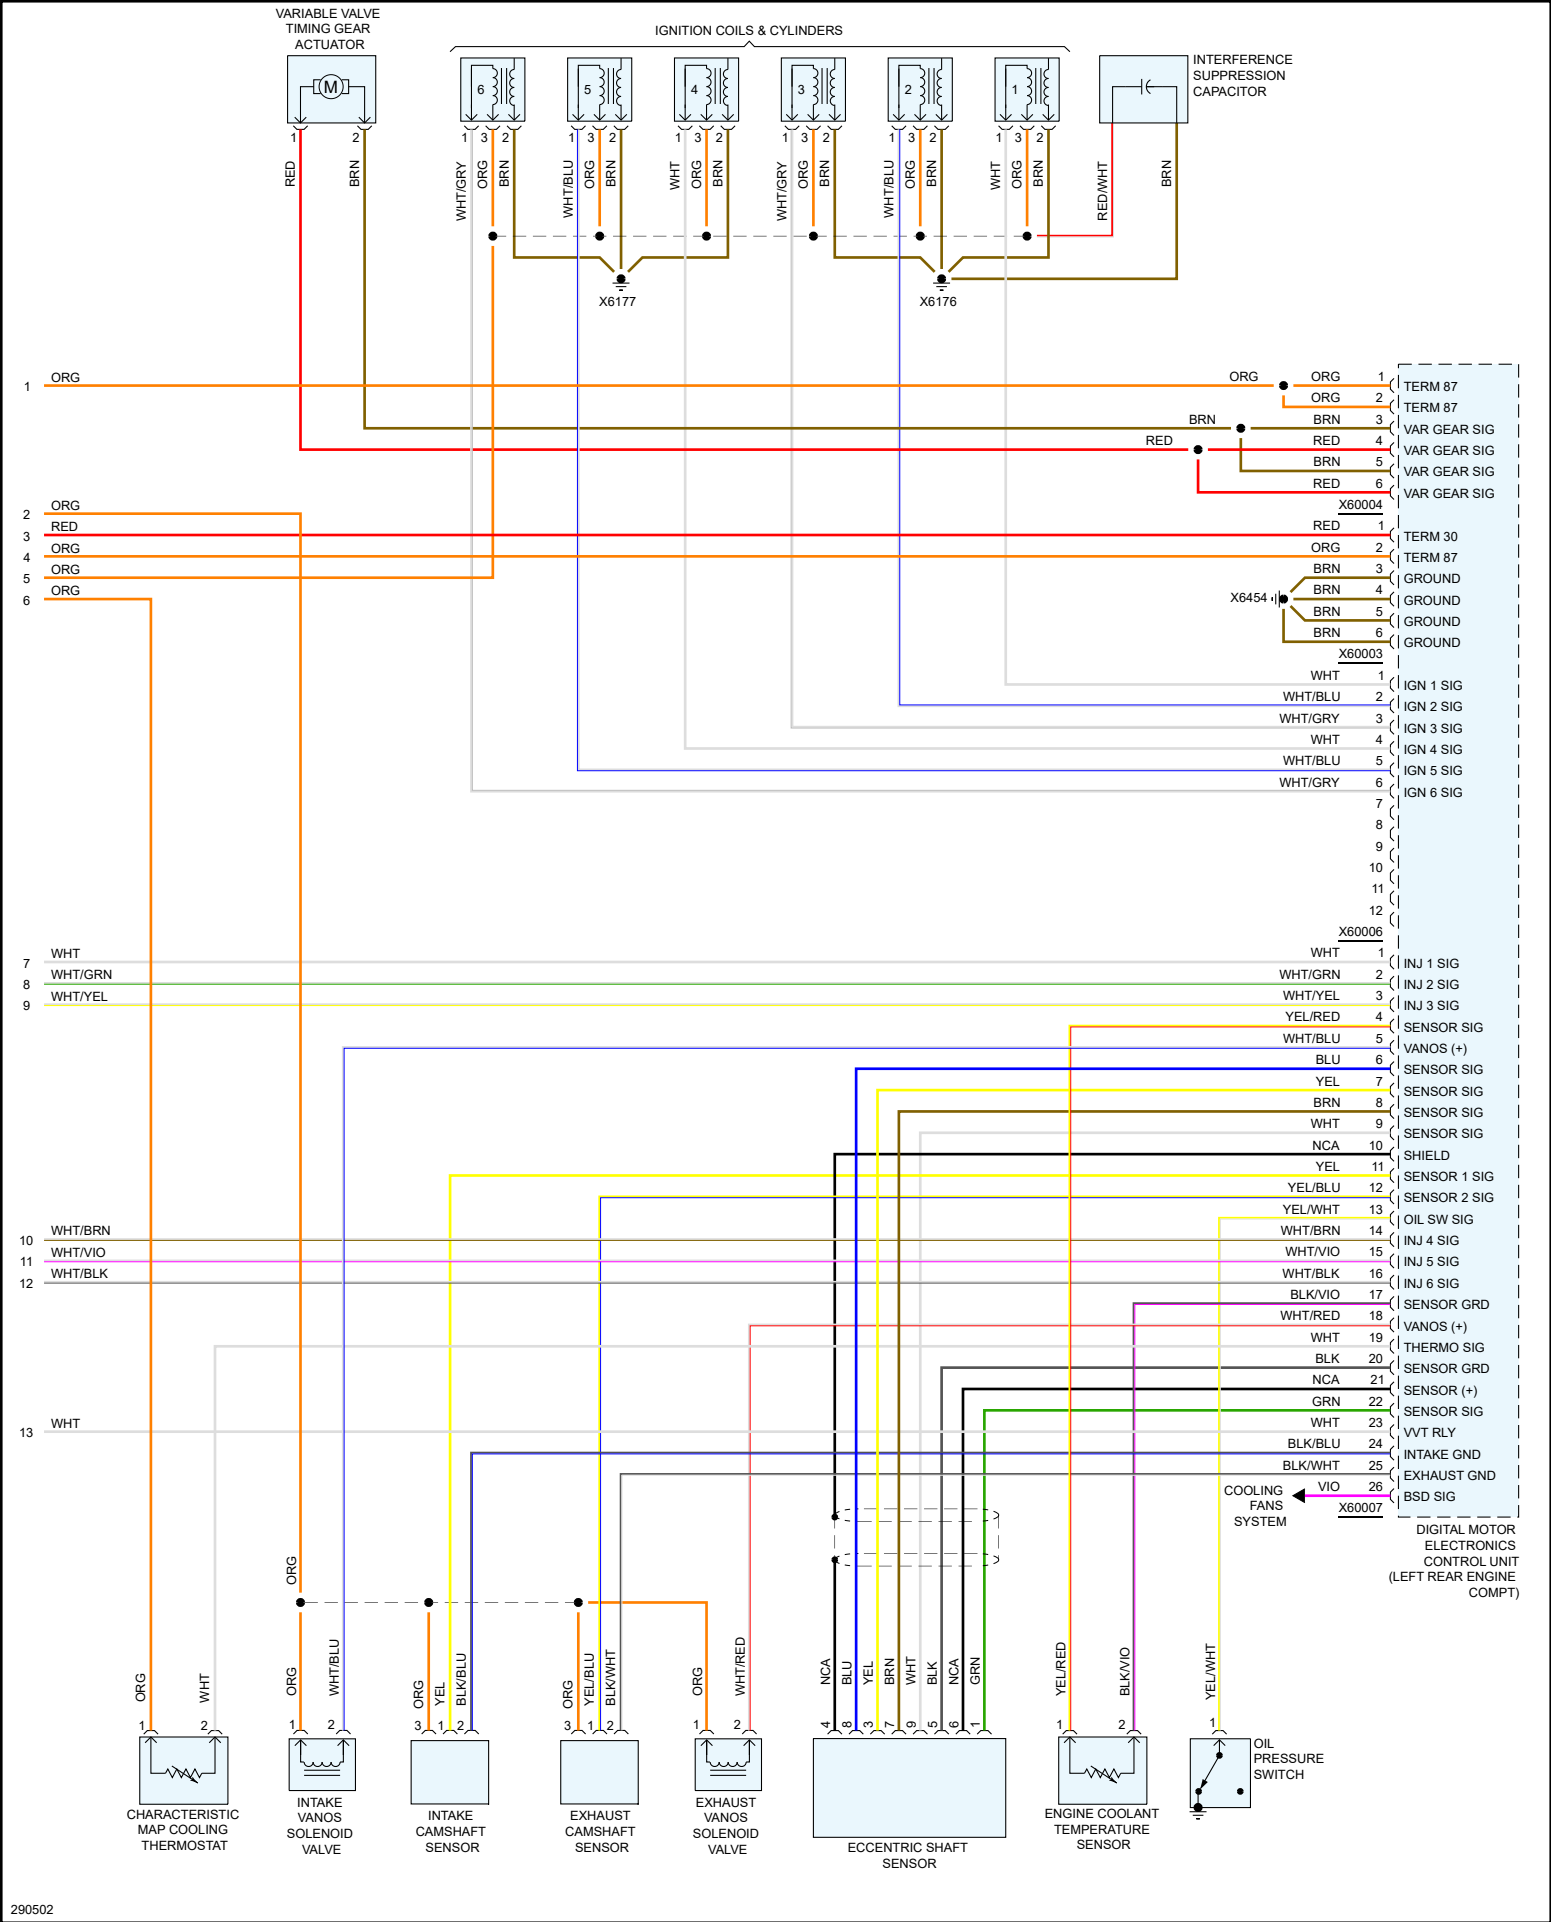 VARIABLE VALVE
TIMING GEAR
ACTUATOR
IGNITION COILS & CYLINDERS
INTERFERENCE
SUPPRESSION
CAPACITOR
M
6
5
4
3
2
1
1 2
1 3 2
1 3 2
1 3 2
1 3 2
1 3 2
1 3 2
RED
BRN
WHT/GRY
ORG
BRN
WHT/BLU
ORG
BRN
WHT
ORG
BRN
WHT/GRY
ORG
BRN
WHT/BLU
ORG
BRN
WHT
ORG
BRN
RED/WHT
BRN
X6177
X6176
1 ORG
ORG ORG 1 TERM 87
ORG 2 TERM 87
BRN BRN 3 VAR GEAR SIG
RED RED 4 VAR GEAR SIG
BRN 5 VAR GEAR SIG
RED 6 VAR GEAR SIG
X60004
2 ORG
3 RED
4 ORG
5 ORG
6 ORG
RED 1 TERM 30
ORG 2 TERM 87
BRN 3 GROUND
X6454 BRN 4 GROUND
BRN 5 GROUND
BRN 6 GROUND
X60003
WHT 1 IGN 1 SIG
WHT/BLU 2 IGN 2 SIG
WHT/GRY 3 IGN 3 SIG
WHT 4 IGN 4 SIG
WHT/BLU 5 IGN 5 SIG
WHT/GRY 6 IGN 6 SIG
7
8
9
10
11
12
X60006
7 WHT
8 WHT/GRN
9 WHT/YEL
WHT 1 INJ 1 SIG
WHT/GRN 2 INJ 2 SIG
WHT/YEL 3 INJ 3 SIG
YEL/RED 4 SENSOR SIG
WHT/BLU 5 VANOS (+)
BLU 6 SENSOR SIG
YEL 7 SENSOR SIG
BRN 8 SENSOR SIG
WHT 9 SENSOR SIG
NCA 10 SHIELD
YEL 11 SENSOR 1 SIG
YEL/BLU 12 SENSOR 2 SIG
YEL/WHT 13 OIL SW SIG
10 WHT/BRN
11 WHT/VIO
12 WHT/BLK
WHT/BRN 14 INJ 4 SIG
WHT/VIO 15 INJ 5 SIG
WHT/BLK 16 INJ 6 SIG
BLK/VIO 17 SENSOR GRD
WHT/RED 18 VANOS (+)
WHT 19 THERMO SIG
BLK 20 SENSOR GRD
NCA 21 SENSOR (+)
GRN 22 SENSOR SIG
13 WHT
WHT 23 VVT RLY
BLK/BLU 24 INTAKE GND
BLK/WHT 25 EXHAUST GND
VIO 26 BSD SIG
X60007
COOLING
FANS
SYSTEM
DIGITAL MOTOR
ELECTRONICS
CONTROL UNIT
(LEFT REAR ENGINE
COMPT)
ORG
ORG
WHT
ORG
WHT/BLU
ORG
YEL
BLK/BLU
ORG
YEL/BLU
BLK/WHT
ORG
WHT/RED
NCA
BLU
YEL
BRN
WHT
BLK
NCA
GRN
YEL/RED
BLK/VIO
YEL/WHT
1 2
1 2
3 1 2
3 1 2
1 2
4 8 3 7 9 5 6 1
1 2
1
CHARACTERISTIC
MAP COOLING
THERMOSTAT
INTAKE
VANOS
SOLENOID
VALVE
INTAKE
CAMSHAFT
SENSOR
EXHAUST
CAMSHAFT
SENSOR
EXHAUST
VANOS
SOLENOID
VALVE
ECCENTRIC SHAFT
SENSOR
ENGINE COOLANT
TEMPERATURE
SENSOR
OIL
PRESSURE
SWITCH
290502